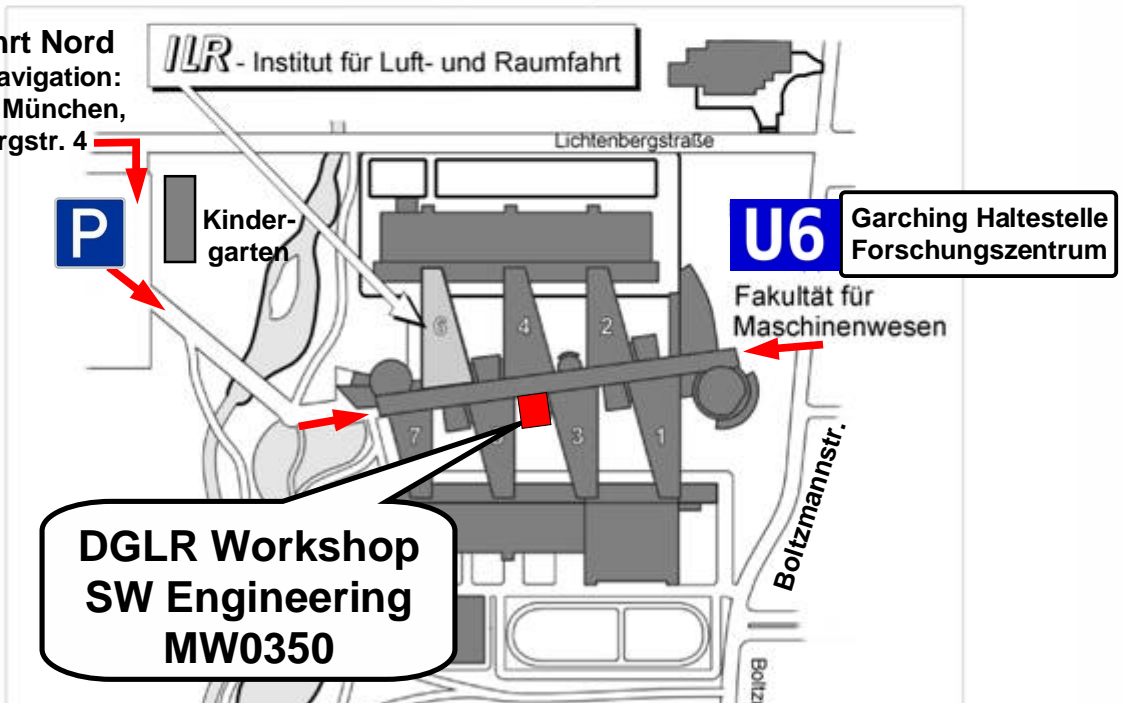 hrt Nord
avigation:
München,
rgstr. 4
ILR - Institut für Luft- und Raumfahrt
Lichtenbergstraße
P
Kinder-
garten
U6
Garching Haltestelle
Forschungszentrum
Fakultät für
Maschinenwesen
6
4
2
7
3
1
Boltzmannstr.
DGLR Workshop
SW Engineering
MW0350
Boltz